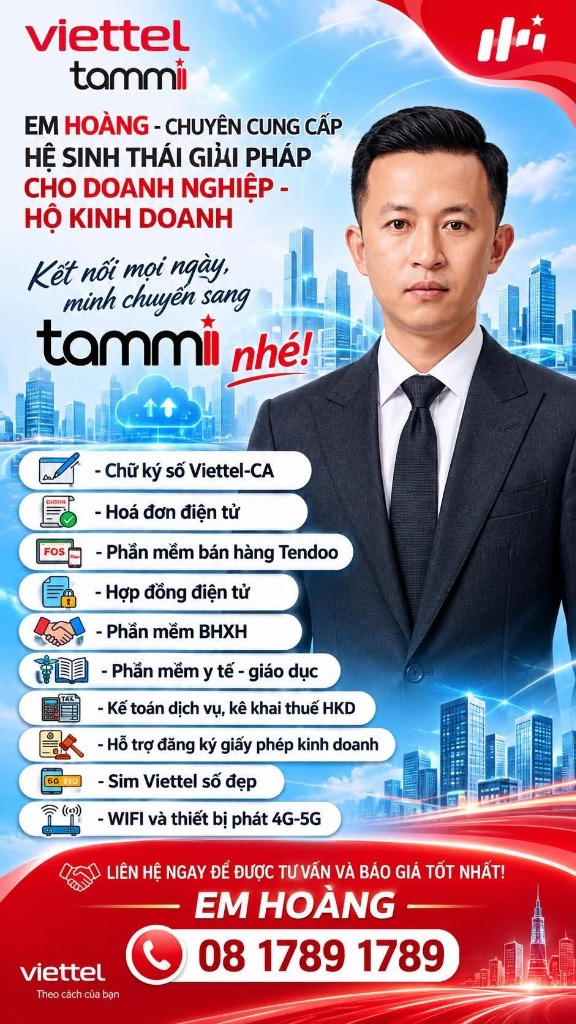 viettel
tammii
EM HOÀNG - CHUYÊN CUNG CẤP
HỆ SINH THÁI GIẢI PHÁP
CHO DOANH NGHIỆP -
HỘ KINH DOANH
Kết nối mọi ngày,
mình chuyển sang
tammii nhé!
- Chữ ký số Viettel-CA
- Hoá đơn điện tử
FOS
- Phần mềm bán hàng Tendoo
- Hợp đồng điện tử
- Phần mềm BHXH
- Phần mềm y tế - giáo dục
- Kế toán dịch vụ, kê khai thuế HKD
- Hỗ trợ đăng ký giấy phép kinh doanh
- Sim Viettel số đẹp
- WIFI và thiết bị phát 4G-5G
LIÊN HỆ NGAY ĐỂ ĐƯỢC TƯ VẤN VÀ BÁO GIÁ TỐT NHẤT!
EM HOÀNG
08 1789 1789
viettel
Theo cách của bạn